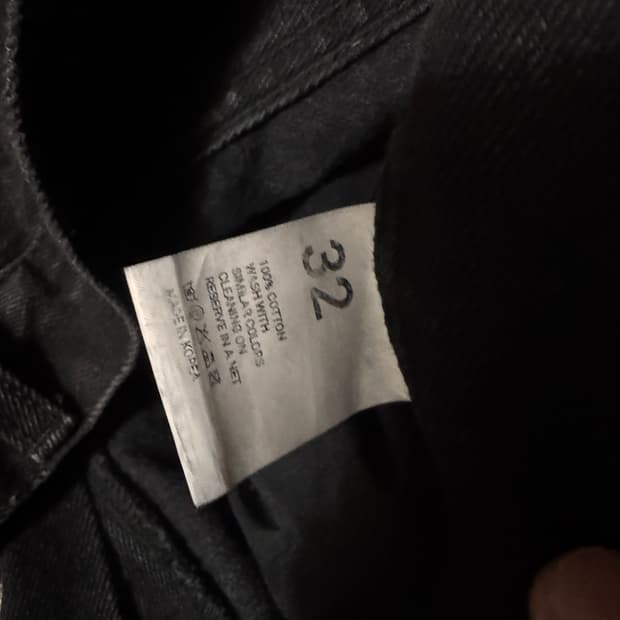 32
100% COTTON
WASH WITH
SIMILAR COLORS
CLEANING ON
RESERVE IN A NET
MADE IN KOREA